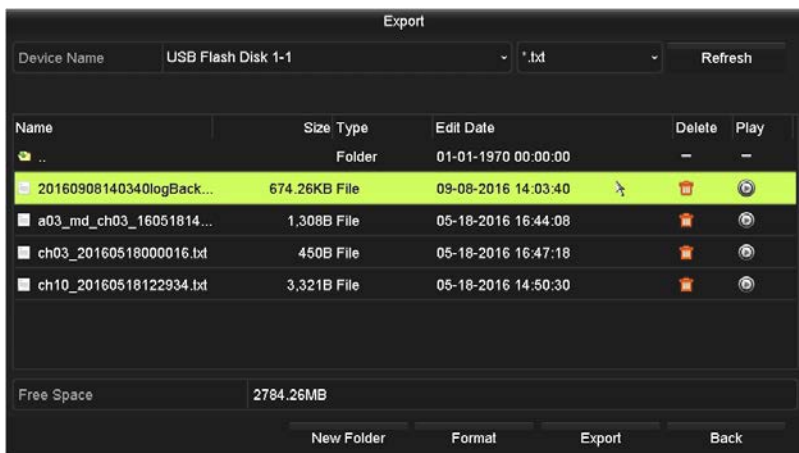 Export
Device Name USB Flash Disk 1-1 *.txt Refresh
Name Size Type Edit Date Delete Play
.. Folder 01-01-1970 00:00:00 – –
20160908140340logBack... 674.26KB File 09-08-2016 14:03:40
a03_md_ch03_16051814... 1,308B File 05-18-2016 16:44:08
ch03_20160518000016.txt 450B File 05-18-2016 16:47:18
ch10_20160518122934.txt 3,321B File 05-18-2016 14:50:30
Free Space 2784.26MB
New Folder Format Export Back